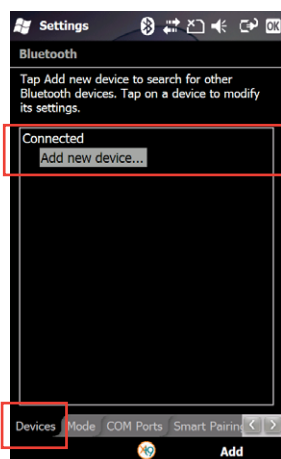 Settings OK
Bluetooth
Tap Add new device to search for other
Bluetooth devices. Tap on a device to modify
its settings.
Connected
Add new device...
Devices Mode COM Ports Smart Pairing
Add